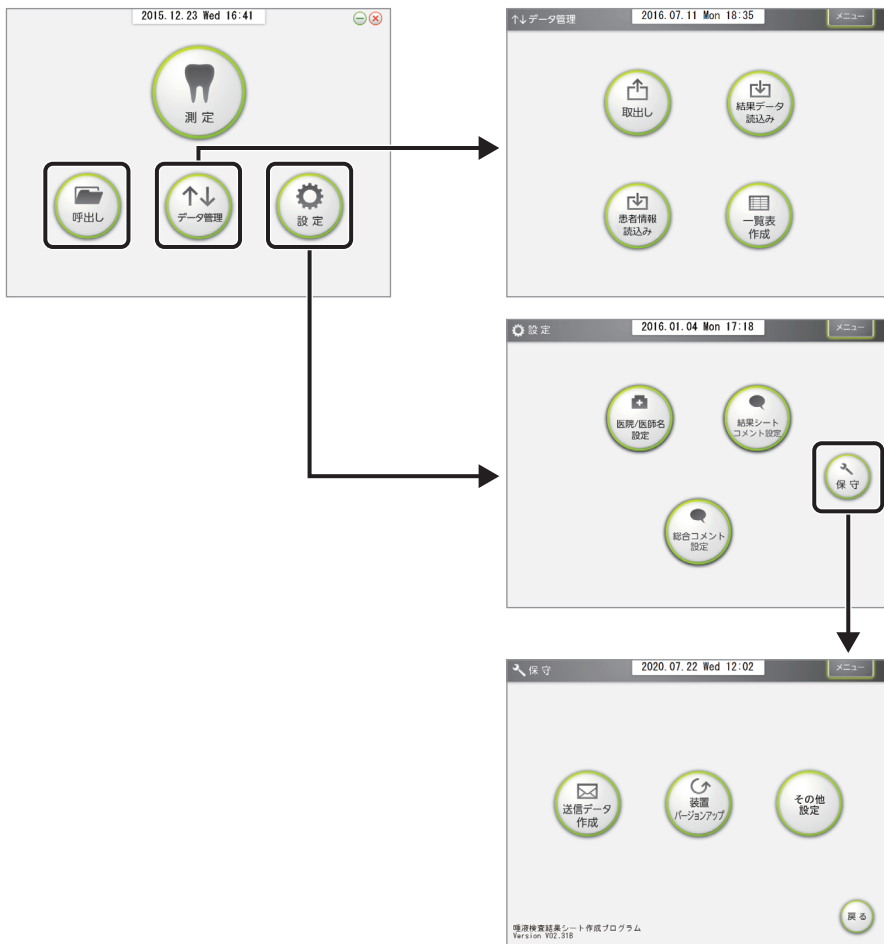 2015.12.23 Wed 16:41
測 定
呼出し
データ管理
設 定
↑↓データ管理
2016.07.11 Mon 18:35
メニュー
取出し
結果データ
読込み
患者情報
読込み
一覧表
作成
設 定
2016.01.04 Mon 17:18
メニュー
医院/医師名
設定
結果シート
コメント設定
保 守
総合コメント
設定
保 守
2020.07.22 Wed 12:02
メニュー
送信データ
作成
装置
バージョンアップ
その他
設定
戻 る
唾液検査結果シート作成プログラム
Version V02.31B